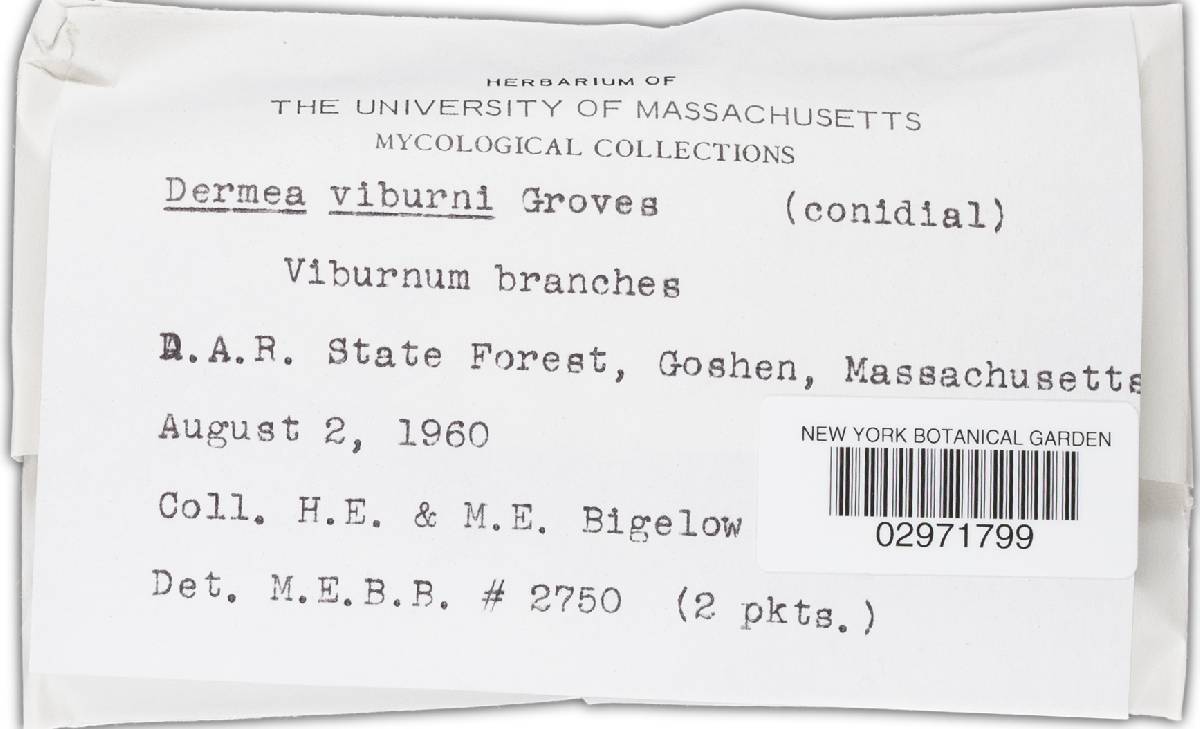 HERBARIUM OF
THE UNIVERSITY OF MASSACHUSETTS
MYCOLOGICAL COLLECTIONS
Dermea viburni Groves (conidial)
Viburnum branches
D.A.R. State Forest, Goshen, Massachusetts
August 2, 1960
NEW YORK BOTANICAL GARDEN
02971799
Coll. H.E. & M.E. Bigelow
Det. M.E.B.B. # 2750 (2 pkts.)